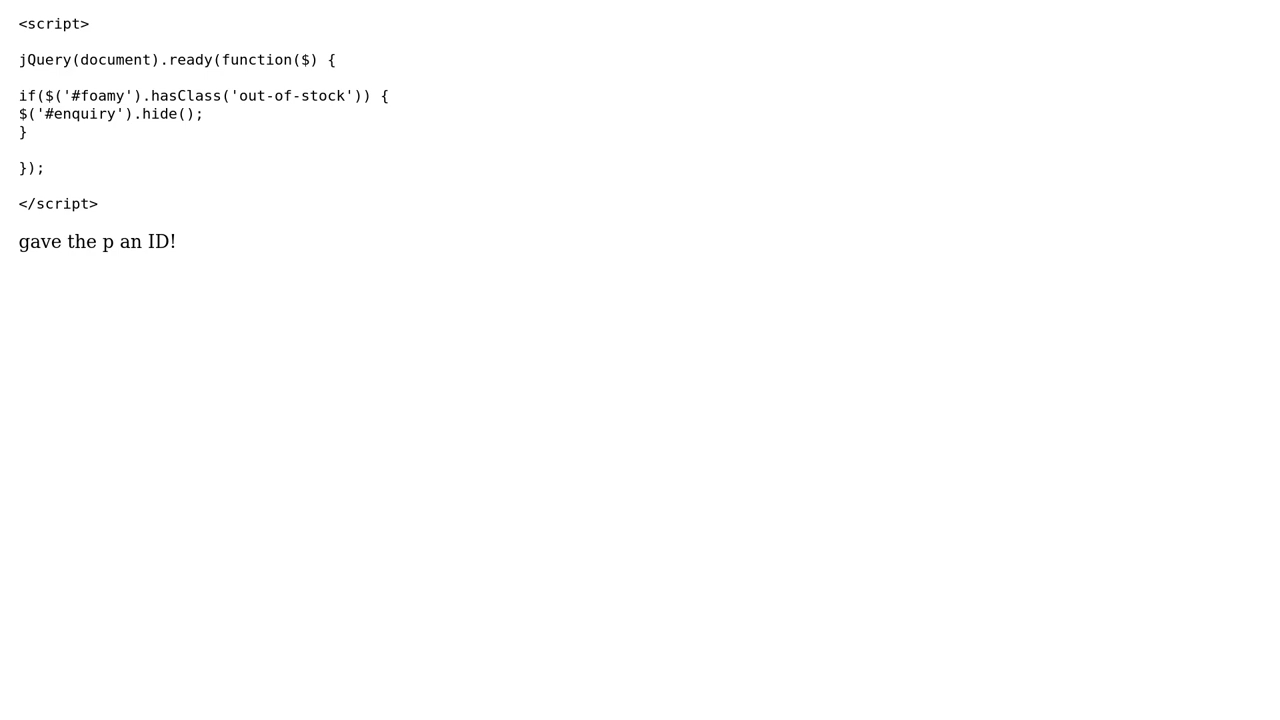 <script>
jQuery(document).ready(function($) {
if($('#foamy').hasClass('out-of-stock')) {
$('#enquiry').hide();
}
});
</script>
gave the p an ID!